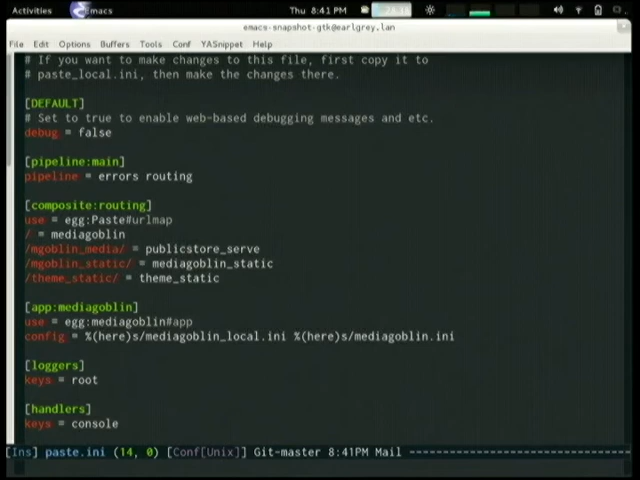 Activities Emacs Thu 8:41 PM
emacs-snapshot-gtk@earlgrey.lan
File Edit Options Buffers Tools Conf YASnippet Help
# If you want to make changes to this file, first copy it to
# paste_local.ini, then make the changes there.
[DEFAULT]
# Set to true to enable web-based debugging messages and etc.
debug = false
[pipeline:main]
pipeline = errors routing
[composite:routing]
use = egg:Paste#urlmap
/ = mediagoblin
/mgoblin_media/ = publicstore_serve
/mgoblin_static/ = mediagoblin_static
/theme_static/ = theme_static
[app:mediagoblin]
use = egg:mediagoblin#app
config = %(here)s/mediagoblin_local.ini %(here)s/mediagoblin.ini
[loggers]
keys = root
[handlers]
keys = console
[Ins] paste.ini (14, 0) [Conf[Unix]] Git-master 8:41PM Mail --------------------------------